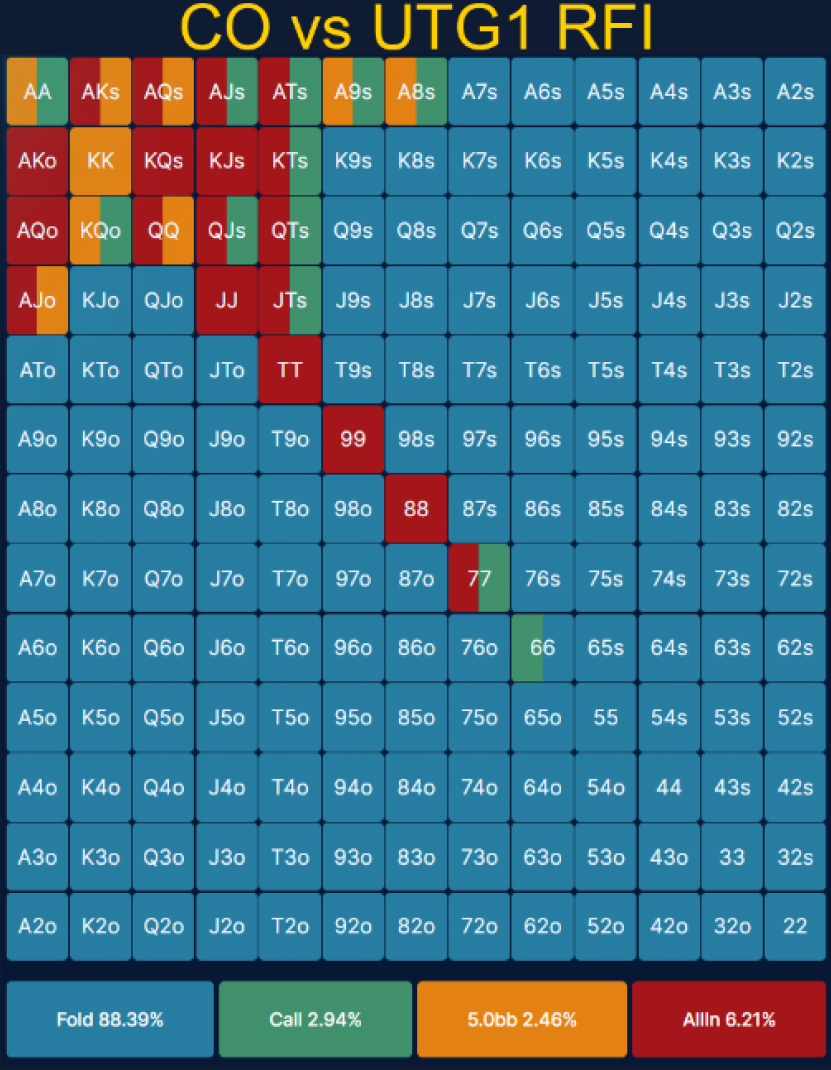 CO vs UTG1 RFI
AA AKs AQs AJs ATs A9s A8s A7s A6s A5s A4s A3s A2s
AKo KK KQs KJs KTs K9s K8s K7s K6s K5s K4s K3s K2s
AQo KQo QQ QJs QTs Q9s Q8s Q7s Q6s Q5s Q4s Q3s Q2s
AJo KJo QJo JJ JTs J9s J8s J7s J6s J5s J4s J3s J2s
ATo KTo QTo JTo TT T9s T8s T7s T6s T5s T4s T3s T2s
A9o K9o Q9o J9o T9o 99 98s 97s 96s 95s 94s 93s 92s
A8o K8o Q8o J8o T8o 98o 88 87s 86s 85s 84s 83s 82s
A7o K7o Q7o J7o T7o 97o 87o 77 76s 75s 74s 73s 72s
A6o K6o Q6o J6o T6o 96o 86o 76o 66 65s 64s 63s 62s
A5o K5o Q5o J5o T5o 95o 85o 75o 65o 55 54s 53s 52s
A4o K4o Q4o J4o T4o 94o 84o 74o 64o 54o 44 43s 42s
A3o K3o Q3o J3o T3o 93o 83o 73o 63o 53o 43o 33 32s
A2o K2o Q2o J2o T2o 92o 82o 72o 62o 52o 42o 32o 22
Fold 88.39% Call 2.94% 5.0bb 2.46% AllIn 6.21%